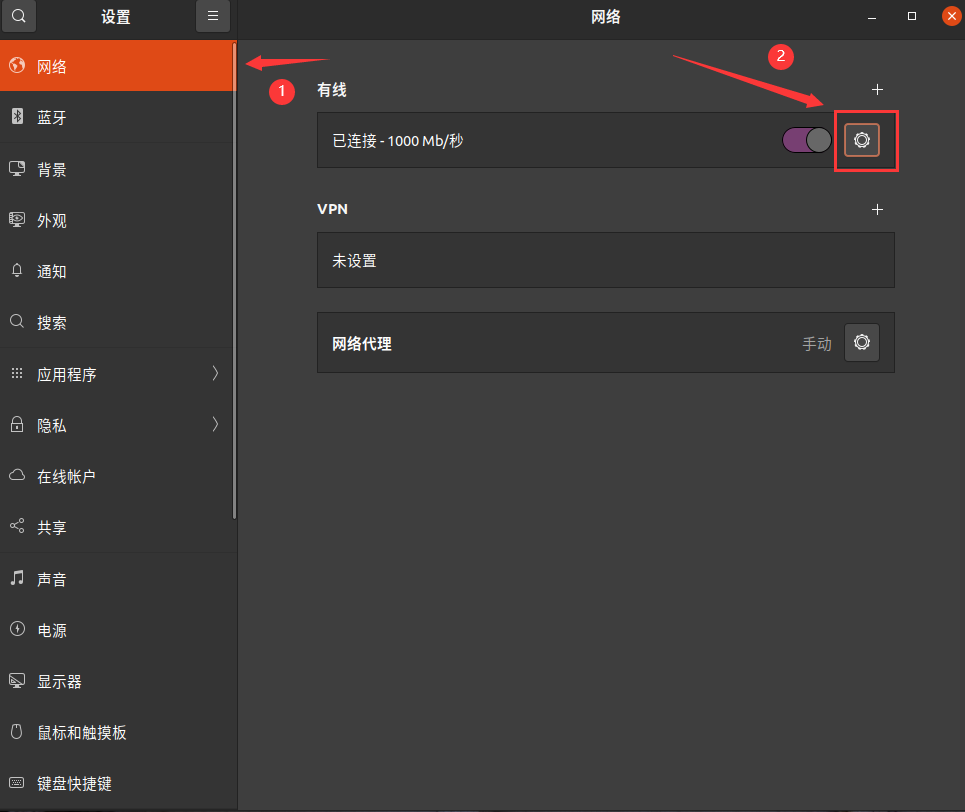 设置
网络
网络
蓝牙
背景
外观
通知
搜索
应用程序
隐私
在线帐户
共享
声音
电源
显示器
鼠标和触摸板
键盘快捷键
1
2
有线
已连接 - 1000 Mb/秒
VPN
未设置
网络代理
手动